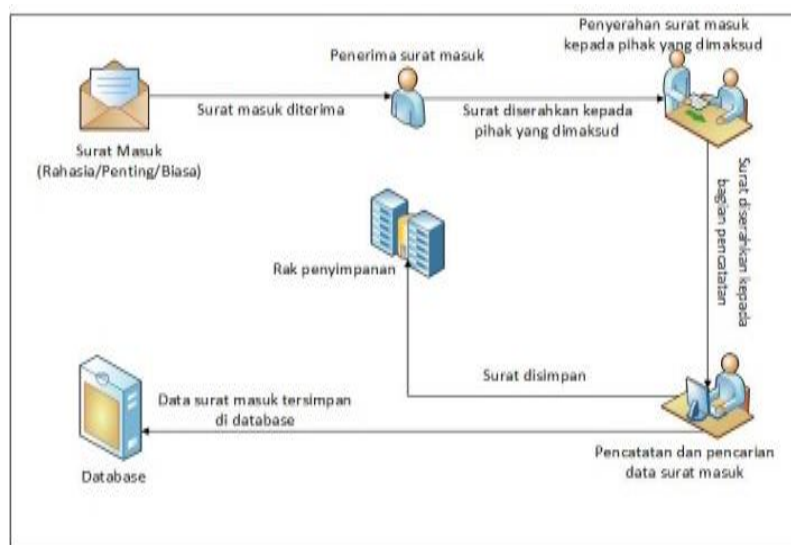 Penyerahan surat masuk
kepada pihak yang dimaksud
Penerima surat masuk
Surat masuk diterima
Surat diserahkan kepada
pihak yang dimaksud
Surat Masuk
(Rahasia/Penting/Biasa)
Surat diserahkan kepada
bagian pencatatan
Rak penyimpanan
Surat disimpan
Data surat masuk tersimpan
di database
Database
Pencatatan dan pencarian
data surat masuk